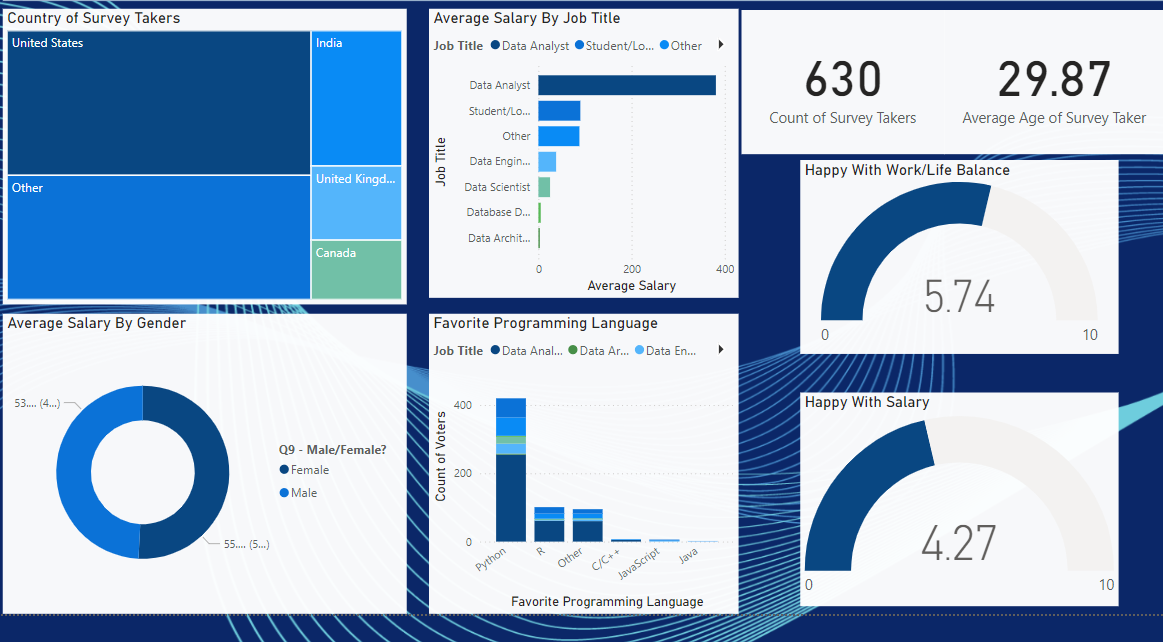 Country of Survey Takers
United States
India
Other
United Kingd...
Canada
Average Salary By Job Title
Job Title Data Analyst Student/Lo... Other
Job Title
Data Analyst
Student/Lo...
Other
Data Engin...
Data Scientist
Database D...
Data Archit...
0 200 400
Average Salary
630
Count of Survey Takers
29.87
Average Age of Survey Taker
Happy With Work/Life Balance
5.74
0 10
Average Salary By Gender
53.... (4...)
55.... (5...)
Q9 - Male/Female?
Female
Male
Favorite Programming Language
Job Title Data Anal... Data Ar... Data En...
Count of Voters
400
200
0
Python R Other C/C++ JavaScript Java
Favorite Programming Language
Happy With Salary
4.27
0 10